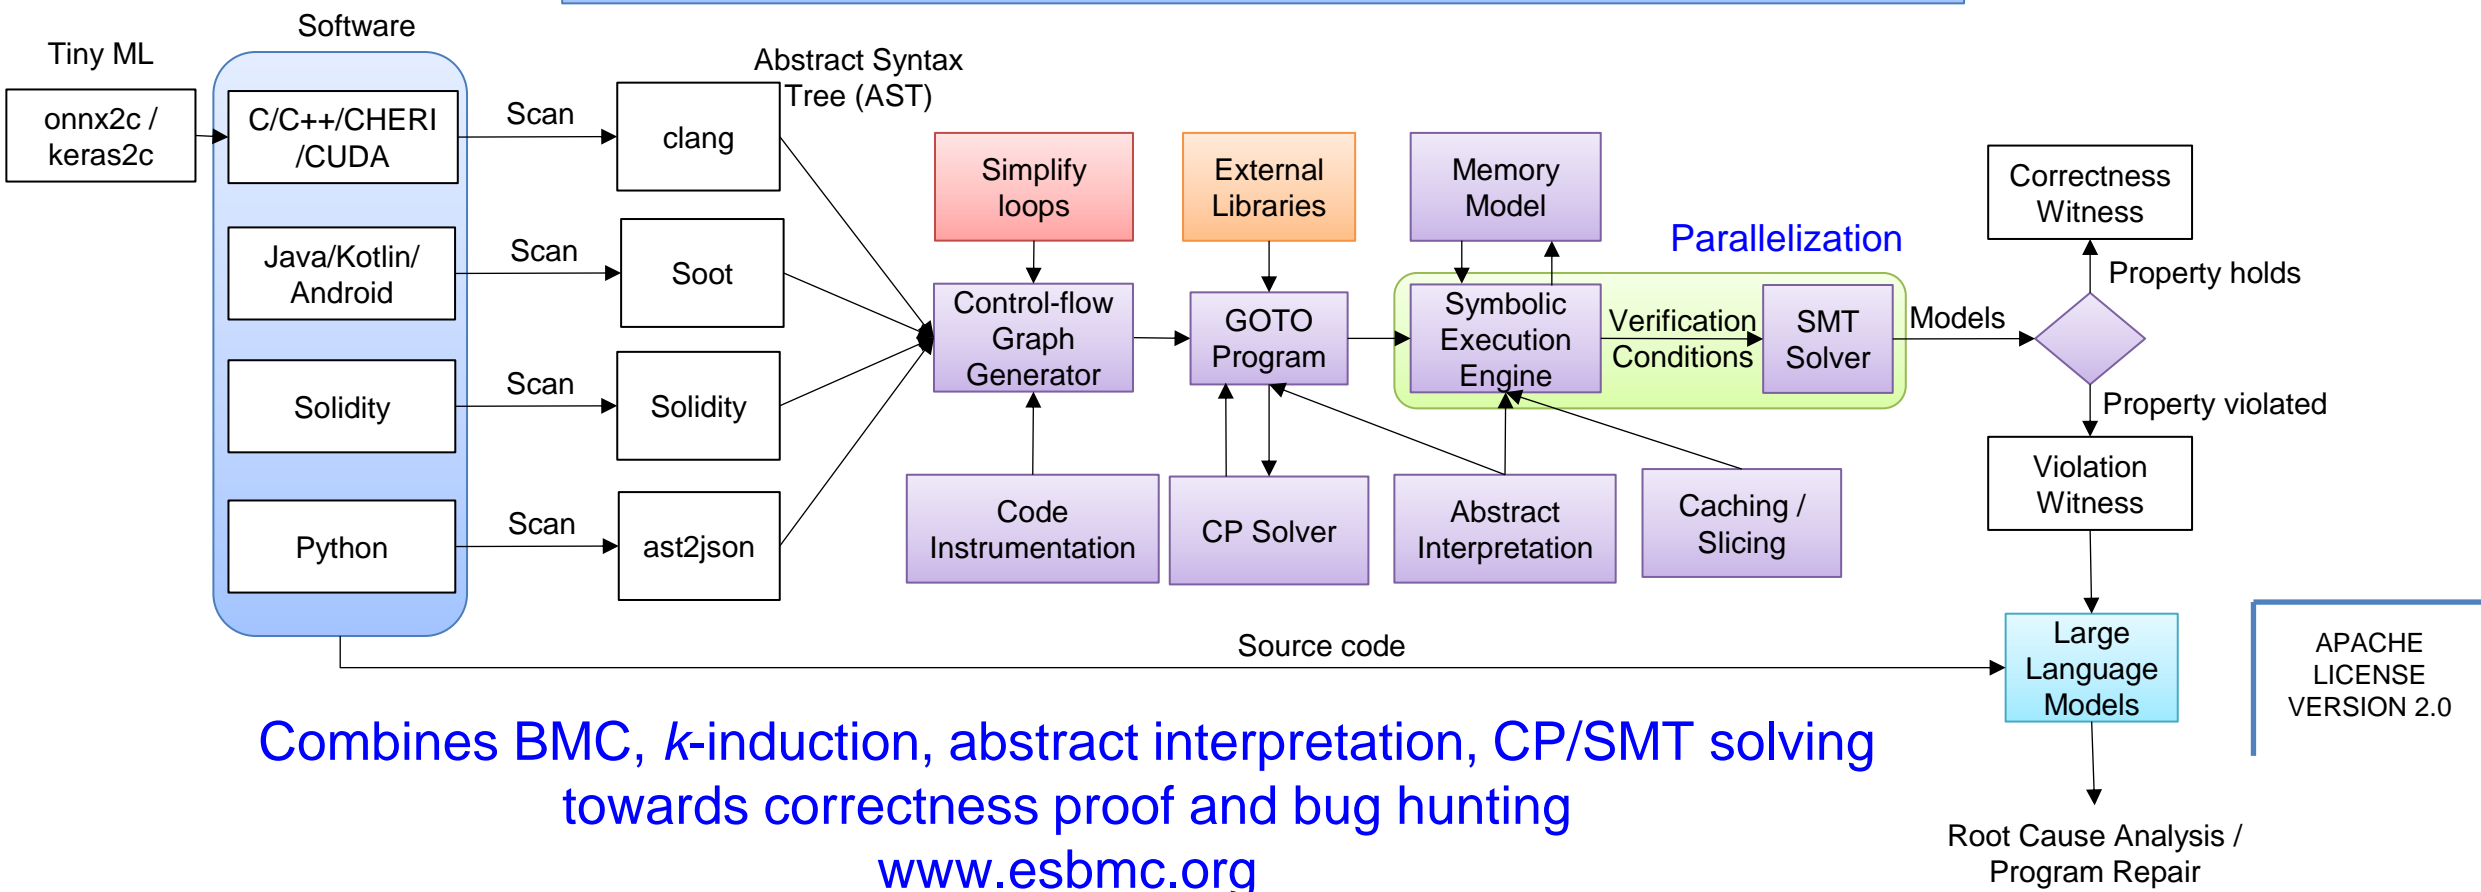 Software
Tiny ML
onnx2c /
keras2c
C/C++/CHERI
/CUDA
Scan
clang
Abstract Syntax
Tree (AST)
Java/Kotlin/
Android
Scan
Soot
Solidity
Scan
Solidity
Python
Scan
ast2json
Simplify
loops
External
Libraries
Memory
Model
Parallelization
Control-flow
Graph
Generator
GOTO
Program
Symbolic
Execution
Engine
Verification
Conditions
SMT
Solver
Models
Correctness
Witness
Property holds
Property violated
Violation
Witness
Code
Instrumentation
CP Solver
Abstract
Interpretation
Caching /
Slicing
Source code
Large
Language
Models
APACHE
LICENSE
VERSION 2.0
Root Cause Analysis /
Program Repair
Combines BMC, k-induction, abstract interpretation, CP/SMT solving
towards correctness proof and bug hunting
www.esbmc.org